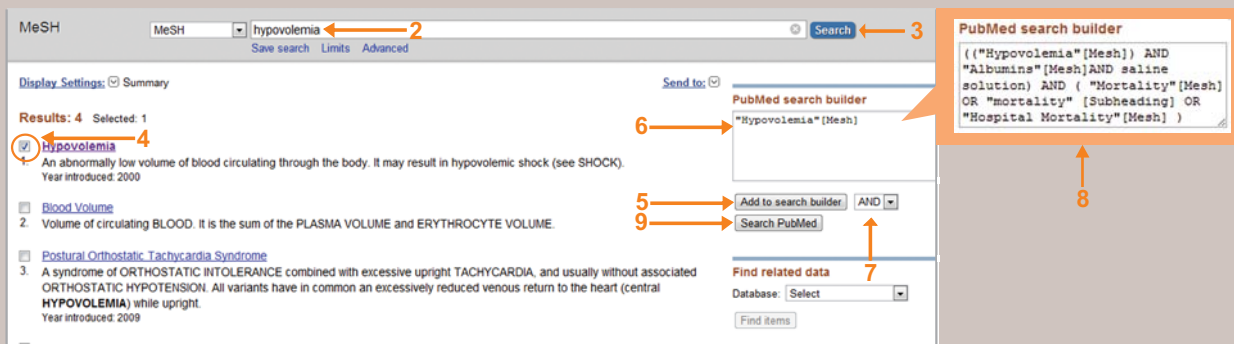 MeSH
MeSH
hypovolemia
2
Search
3
Save search Limits Advanced
Display Settings: Summary
Send to:
Results: 4 Selected: 1
4
Hypovolemia
1. An abnormally low volume of blood circulating through the body. It may result in hypovolemic shock (see SHOCK).
Year introduced: 2000
Blood Volume
2. Volume of circulating BLOOD. It is the sum of the PLASMA VOLUME and ERYTHROCYTE VOLUME.
Postural Orthostatic Tachycardia Syndrome
3. A syndrome of ORTHOSTATIC INTOLERANCE combined with excessive upright TACHYCARDIA, and usually without associated
ORTHOSTATIC HYPOTENSION. All variants have in common an excessively reduced venous return to the heart (central
HYPOVOLEMIA) while upright.
Year introduced: 2009
PubMed search builder
6
"Hypovolemia"[Mesh]
5
Add to search builder AND
9
Search PubMed
7
Find related data
Database: Select
Find items
PubMed search builder
(("Hypovolemia"[Mesh]) AND
"Albumins"[Mesh]AND saline
solution) AND ( "Mortality"[Mesh]
OR "mortality" [Subheading] OR
"Hospital Mortality"[Mesh] )
8